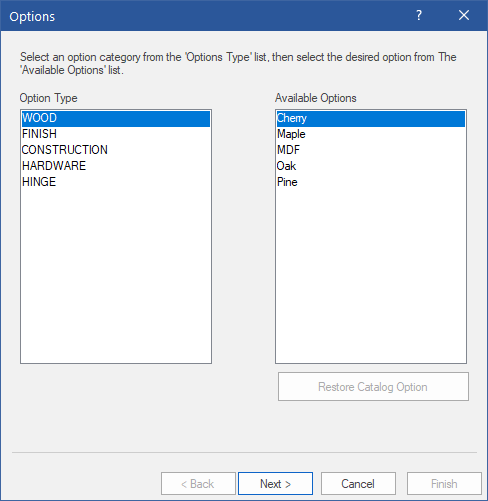 Options
?
Select an option category from the 'Options Type' list, then select the desired option from The
'Available Options' list.
Option Type
Available Options
WOOD
FINISH
CONSTRUCTION
HARDWARE
HINGE
Cherry
Maple
MDF
Oak
Pine
Restore Catalog Option
< Back
Next >
Cancel
Finish